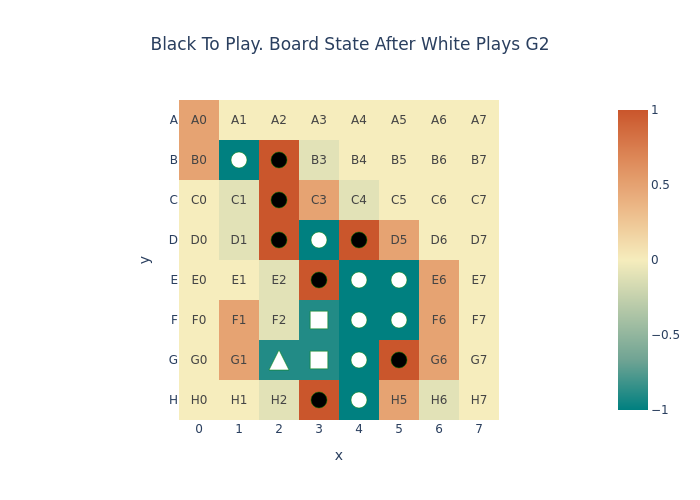 Black To Play. Board State After White Plays G2
A A0 A1 A2 A3 A4 A5 A6 A7
B B0 B3 B4 B5 B6 B7
C C0 C1 C3 C4 C5 C6 C7
D D0 D1 D5 D6 D7
E E0 E1 E2 E6 E7
F F0 F1 F2 F6 F7
G G0 G1 G6 G7
H H0 H1 H2 H5 H6 H7
0 1 2 3 4 5 6 7
x
y
1
0.5
0
−0.5
−1